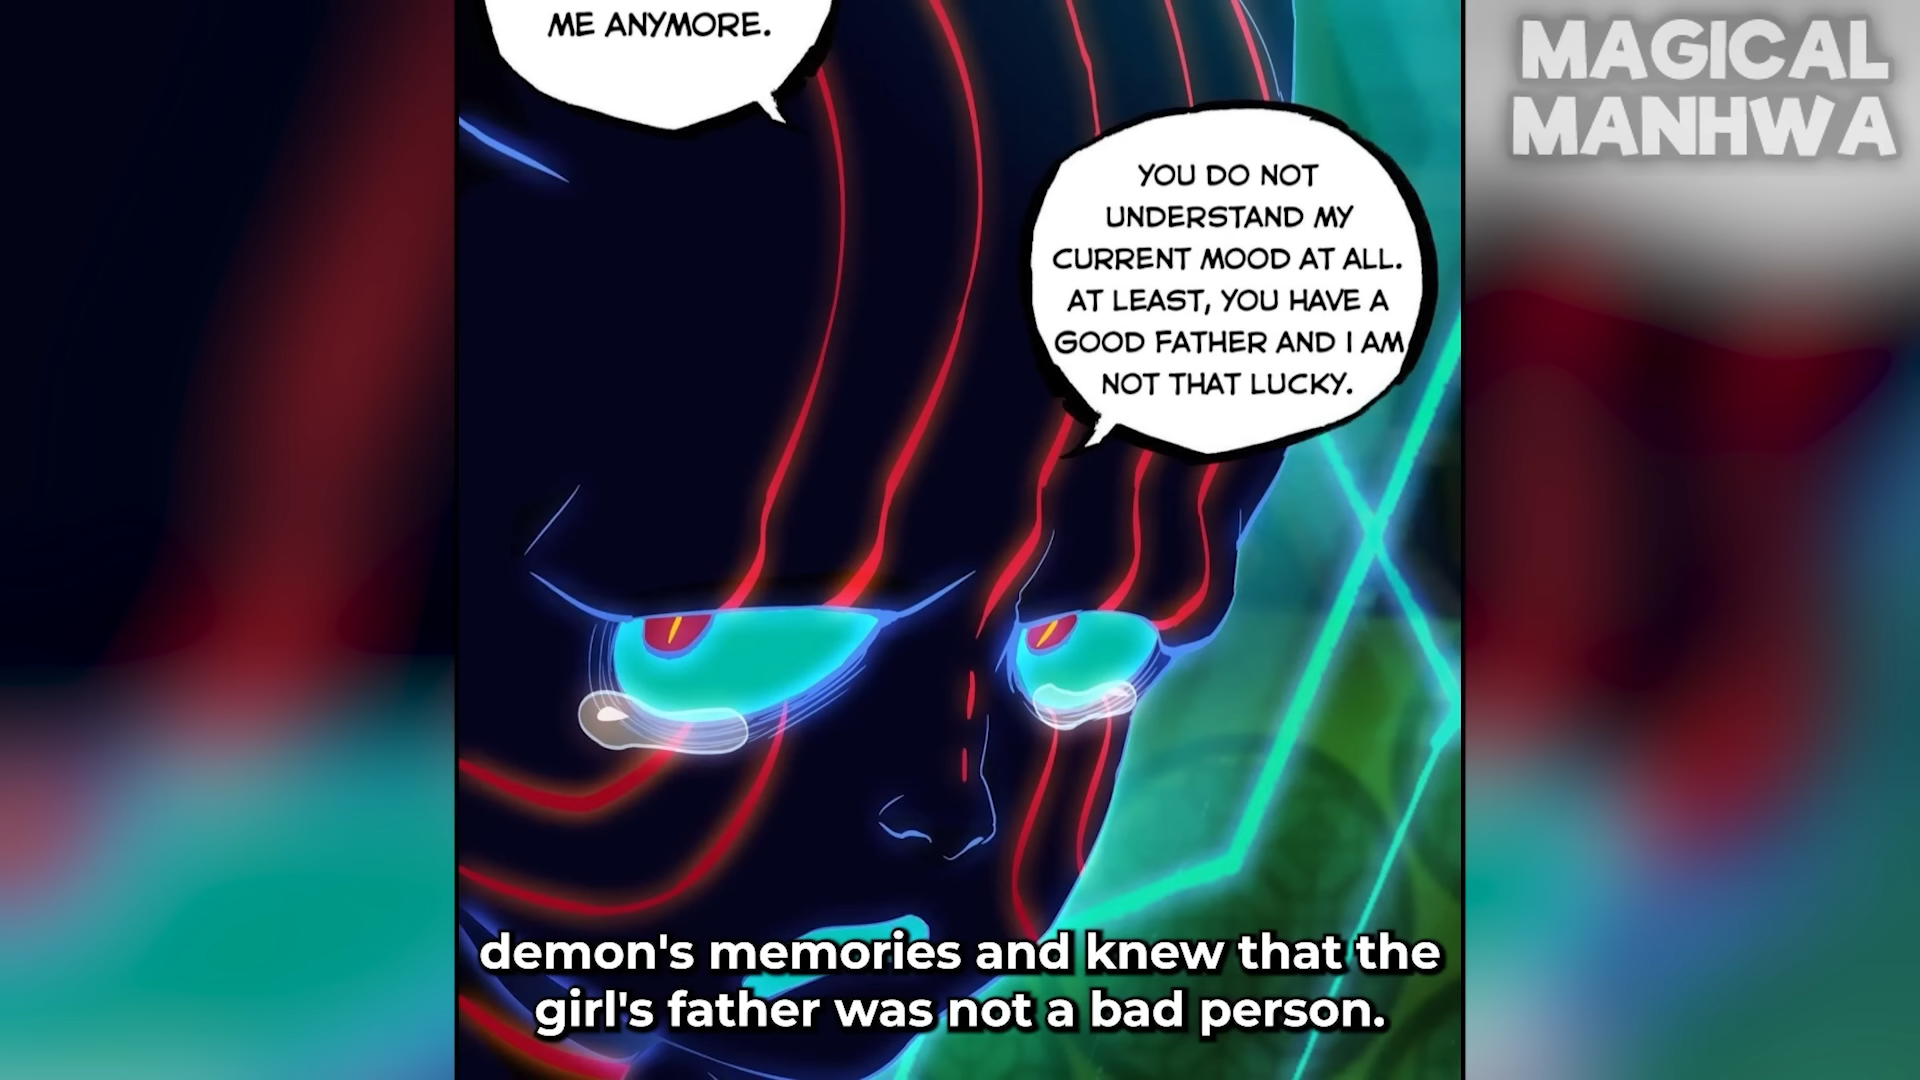 ME ANYMORE.
MAGICAL
MANHWA
YOU DO NOT
UNDERSTAND MY
CURRENT MOOD AT ALL.
AT LEAST, YOU HAVE A
GOOD FATHER AND I AM
NOT THAT LUCKY.
demon's memories and knew that the
girl's father was not a bad person.